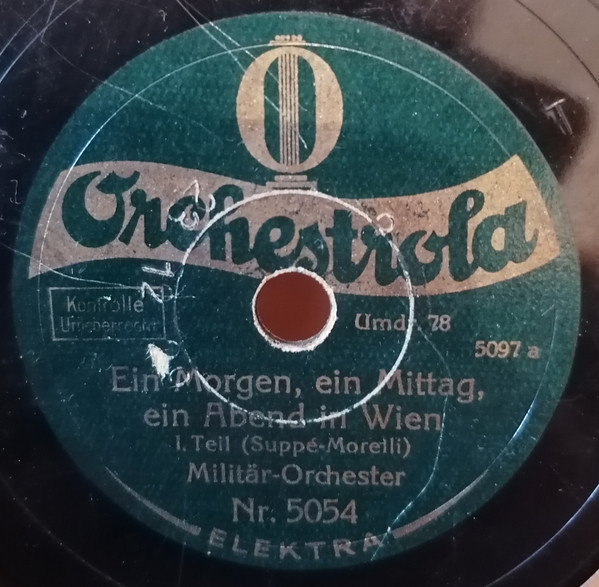 Orchestrola
Kontrolle
Urheberrecht
Umdr. 78
5097 a
Ein Morgen, ein Mittag,
ein Abend in Wien
I. Teil (Suppé-Morelli)
Militär-Orchester
Nr. 5054
ELEKTRA